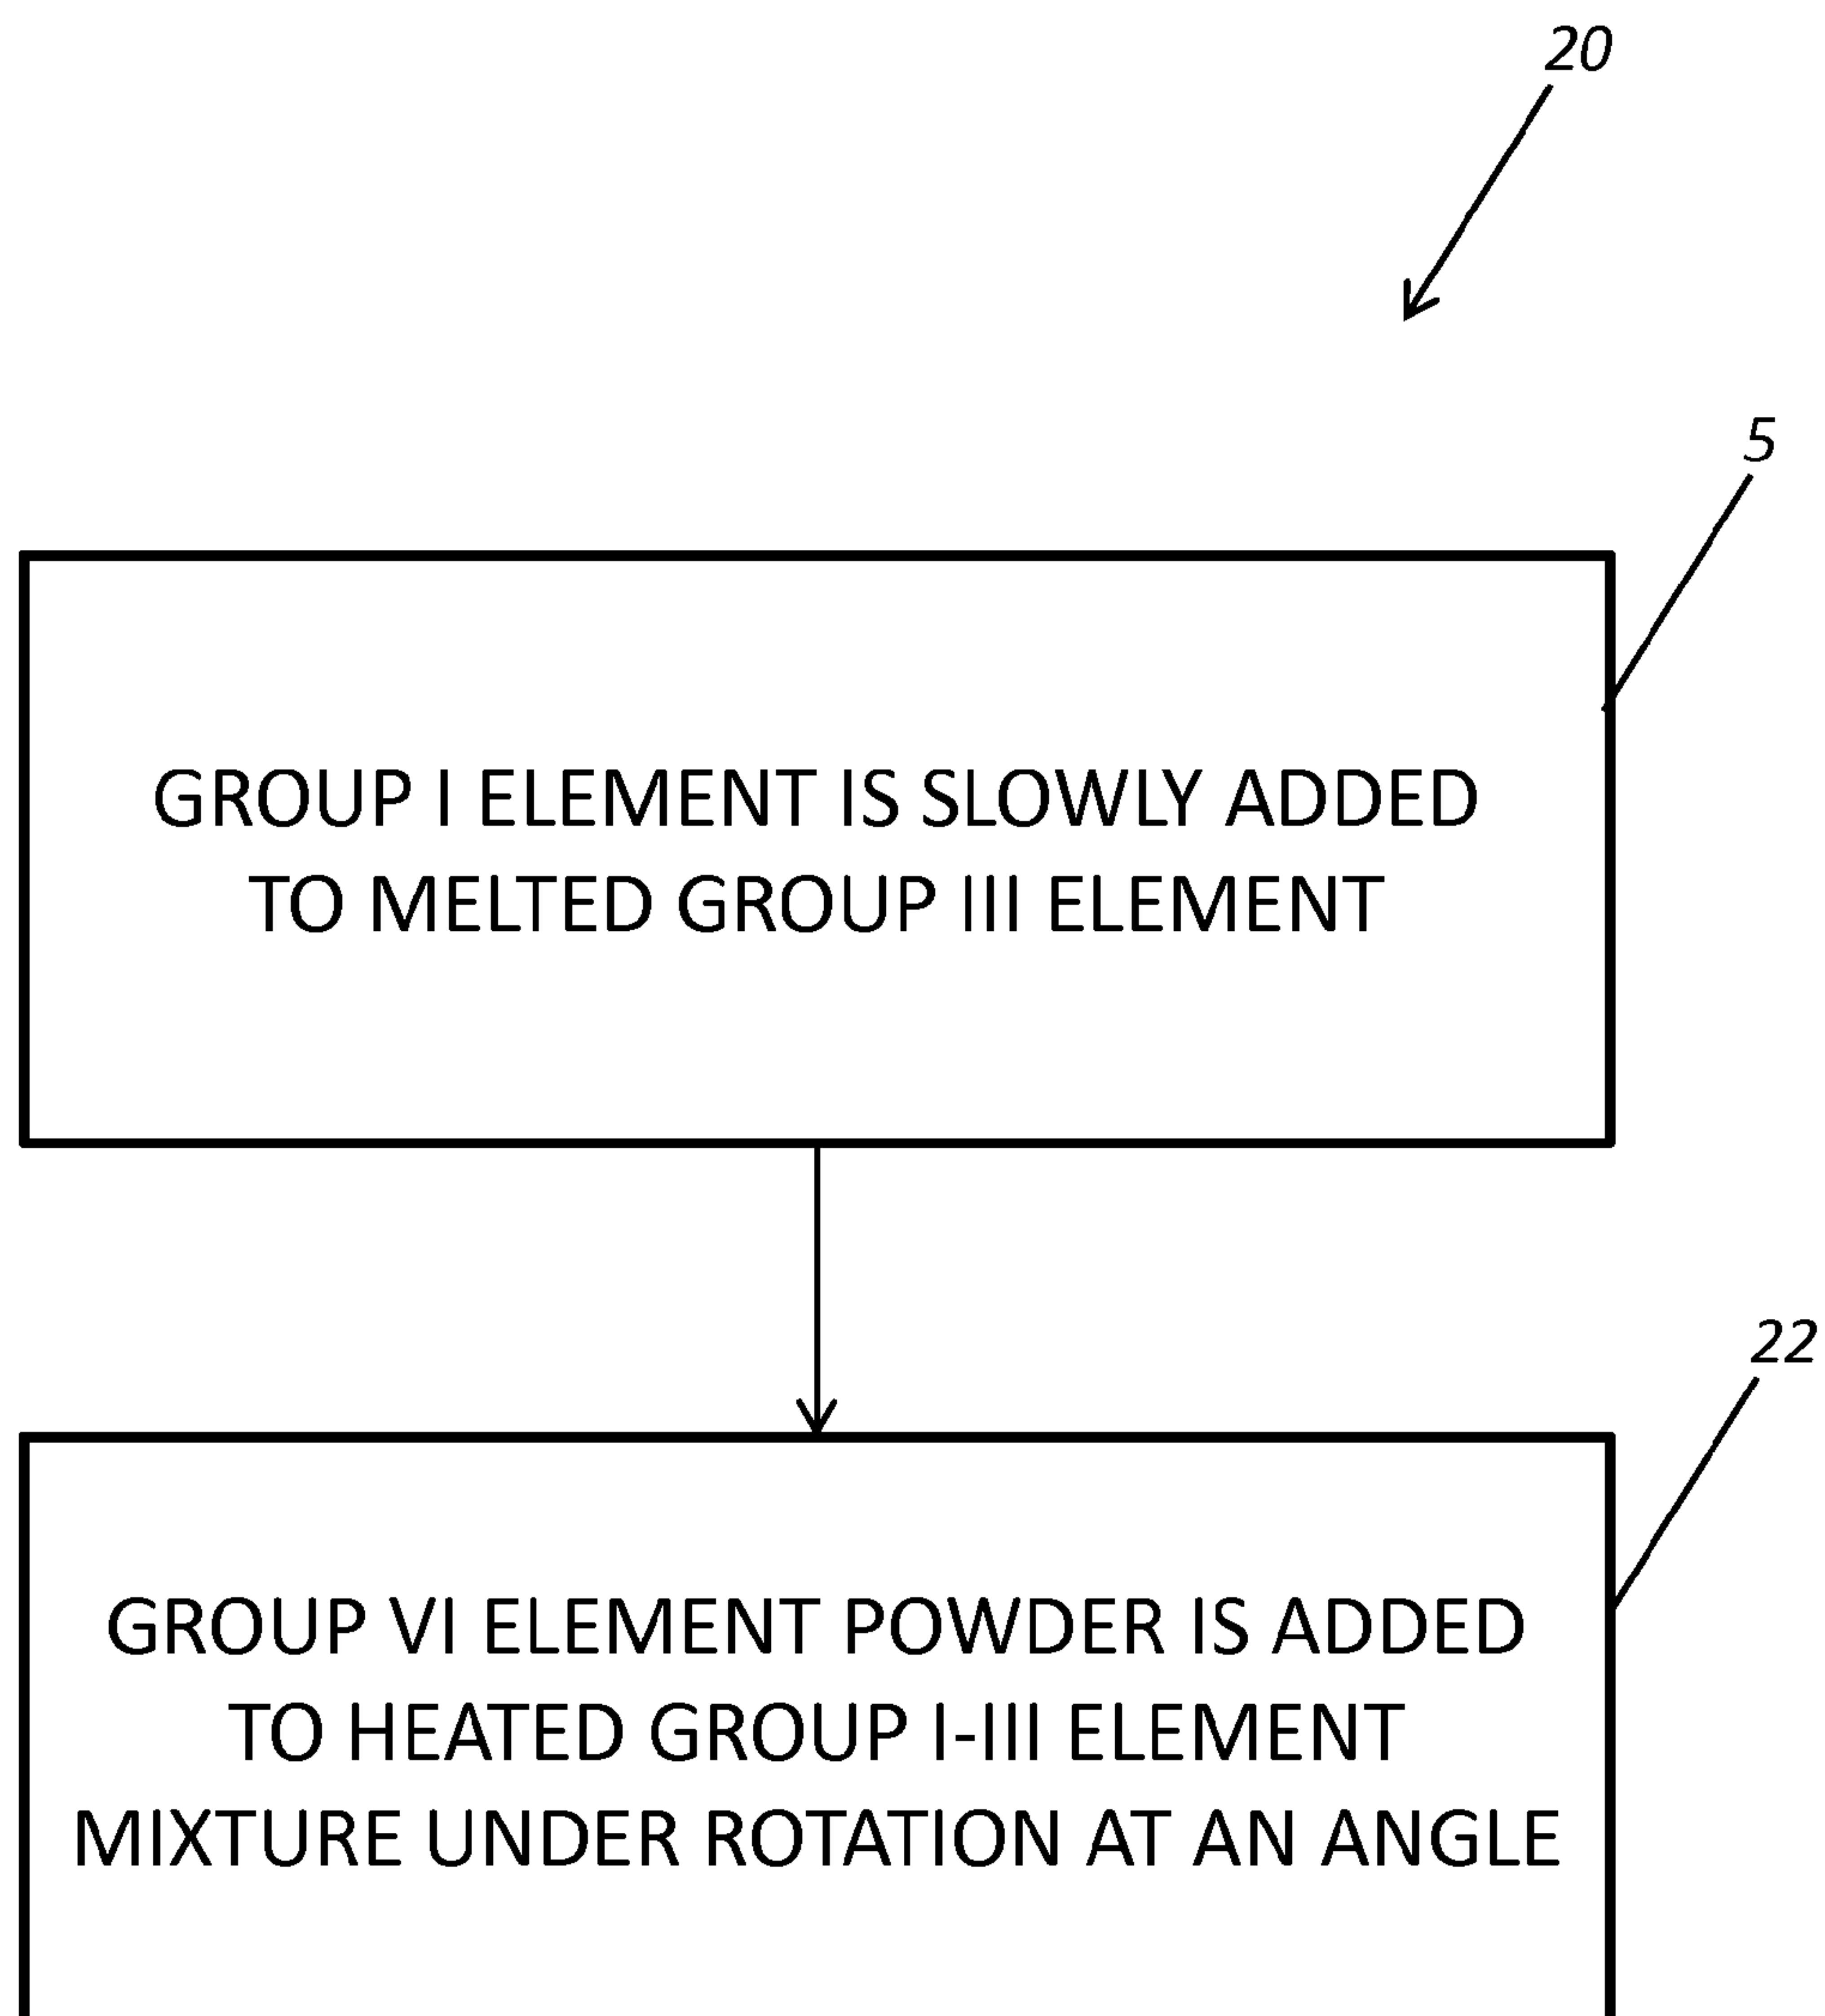 20
5
GROUP I ELEMENT IS SLOWLY ADDED
TO MELTED GROUP III ELEMENT
22
GROUP VI ELEMENT POWDER IS ADDED
TO HEATED GROUP I-III ELEMENT
MIXTURE UNDER ROTATION AT AN ANGLE